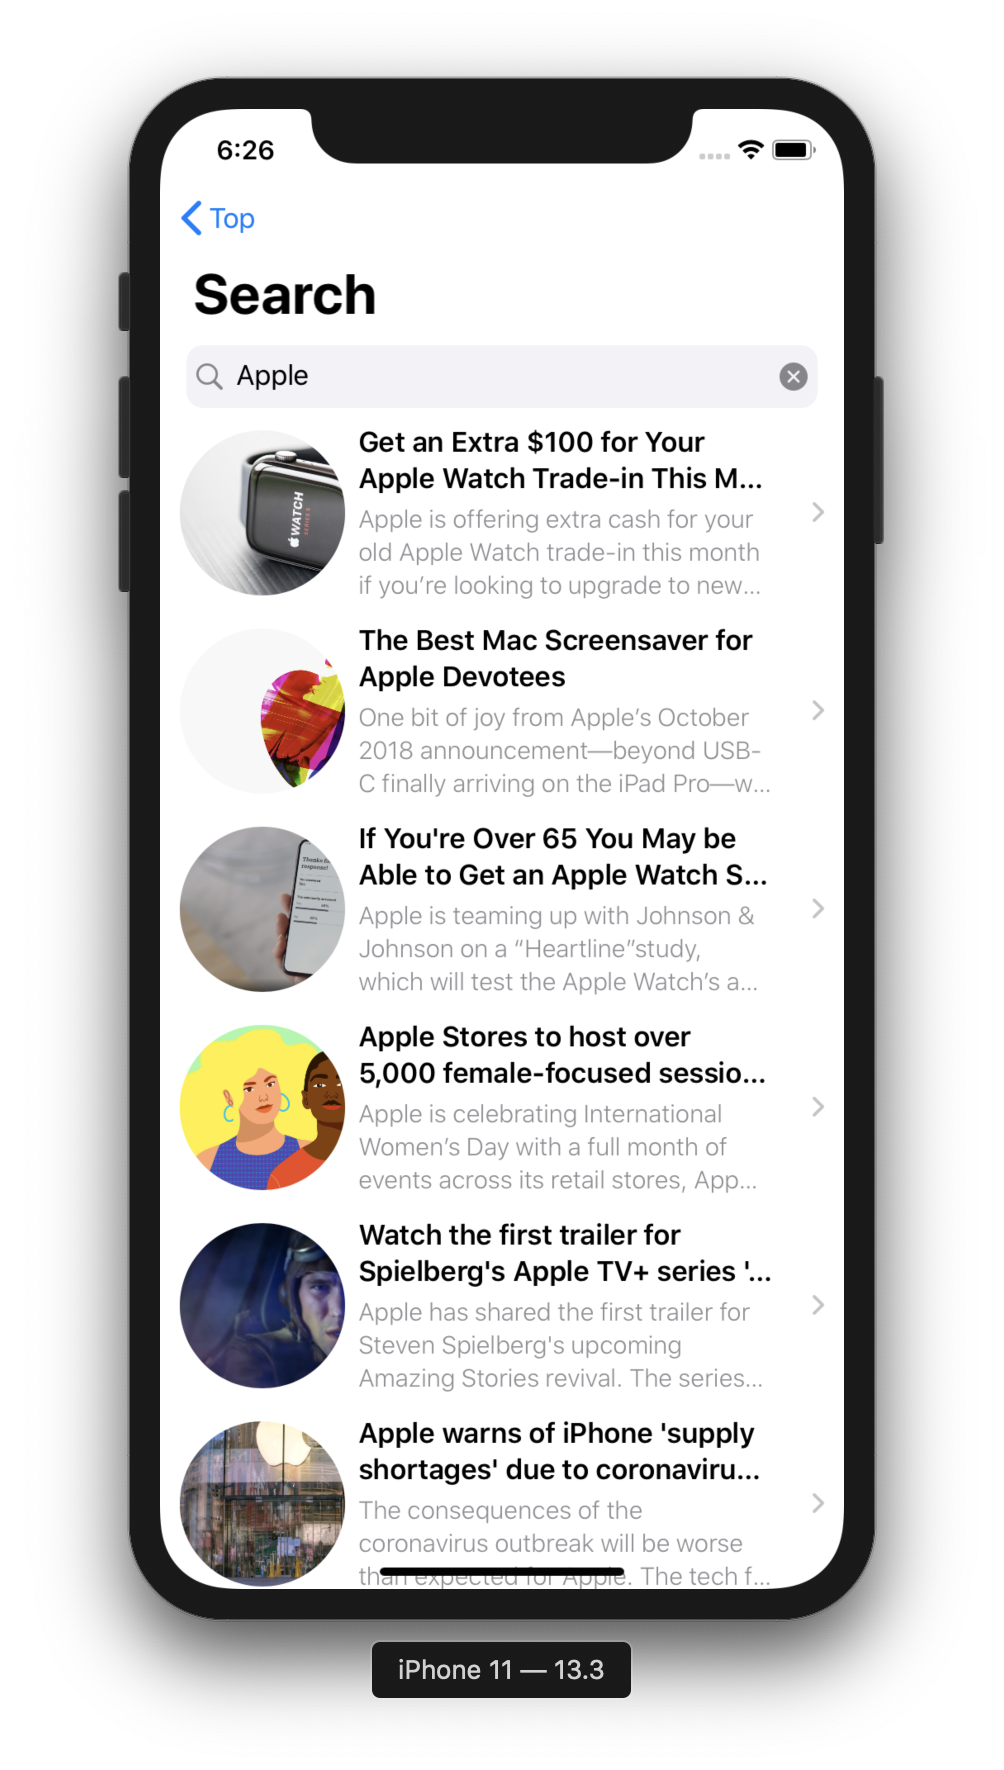 6:26
Top
Search
Apple
Get an Extra $100 for Your
Apple Watch Trade-in This M...
Apple is offering extra cash for your
old Apple Watch trade-in this month
if you’re looking to upgrade to new...
WATCH
SERIES
The Best Mac Screensaver for
Apple Devotees
One bit of joy from Apple’s October
2018 announcement—beyond USB-
C finally arriving on the iPad Pro—w...
If You're Over 65 You May be
Able to Get an Apple Watch S...
Apple is teaming up with Johnson &
Johnson on a “Heartline”study,
which will test the Apple Watch’s a...
Thanks
response!
Apple Stores to host over
5,000 female-focused sessio...
Apple is celebrating International
Women’s Day with a full month of
events across its retail stores, App...
Watch the first trailer for
Spielberg's Apple TV+ series '...
Apple has shared the first trailer for
Steven Spielberg's upcoming
Amazing Stories revival. The series...
Apple warns of iPhone 'supply
shortages' due to coronaviru...
The consequences of the
coronavirus outbreak will be worse
than expected for Apple. The tech f...
iPhone 11 — 13.3